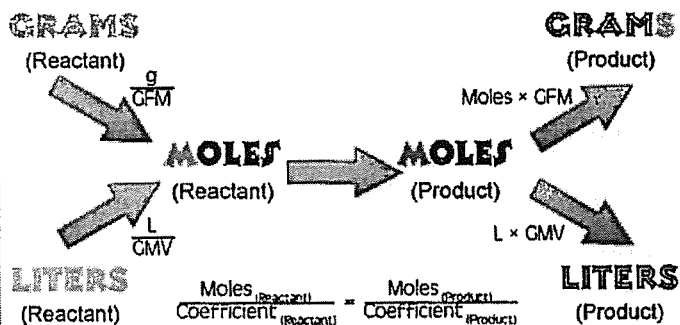 GRAMS
(Reactant)
g
GFM
GRAMS
(Product)
Moles × GFM
MOLES
(Reactant)
MOLES
(Product)
L
GMV
L × GMV
LITERS
(Reactant)
Moles (Reactant)
Coefficient (Reactant)
=
Moles (Product)
Coefficient (Product)
LITERS
(Product)